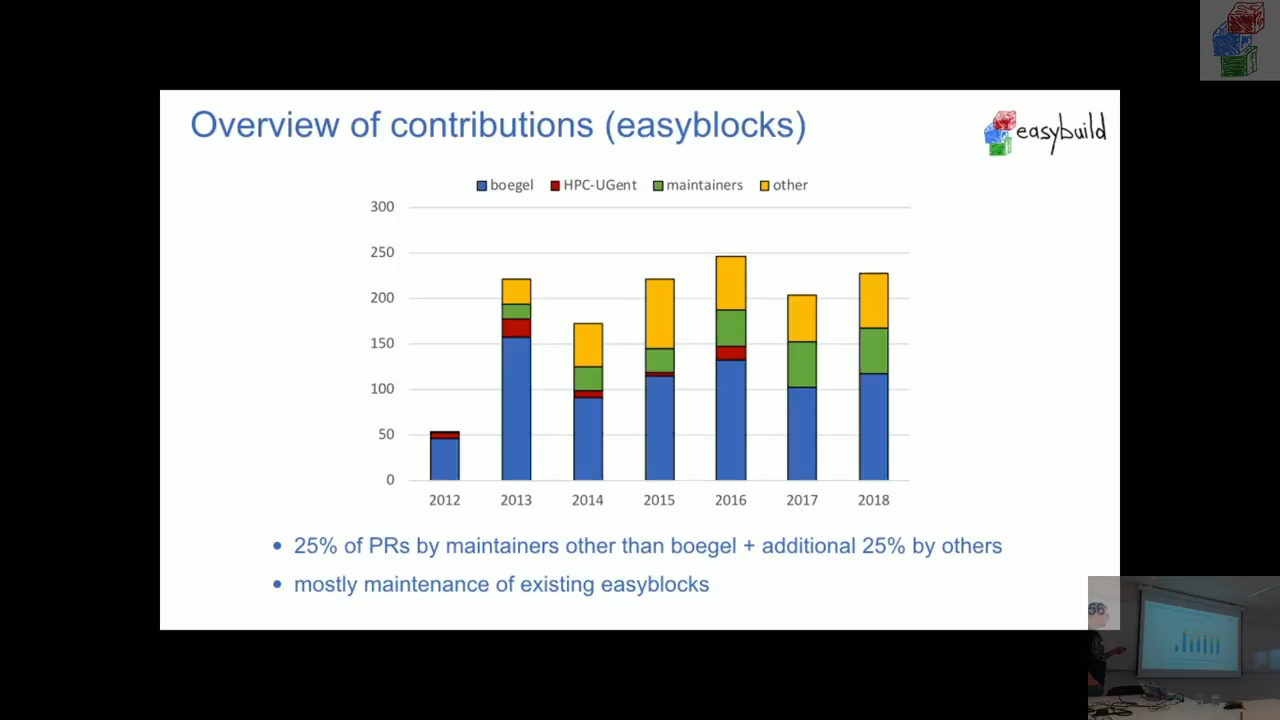 Overview of contributions (easyblocks)
easybuild
boegel HPC-UGent maintainers other
300
250
200
150
100
50
0
2012 2013 2014 2015 2016 2017 2018
• 25% of PRs by maintainers other than boegel + additional 25% by others
• mostly maintenance of existing easyblocks
56